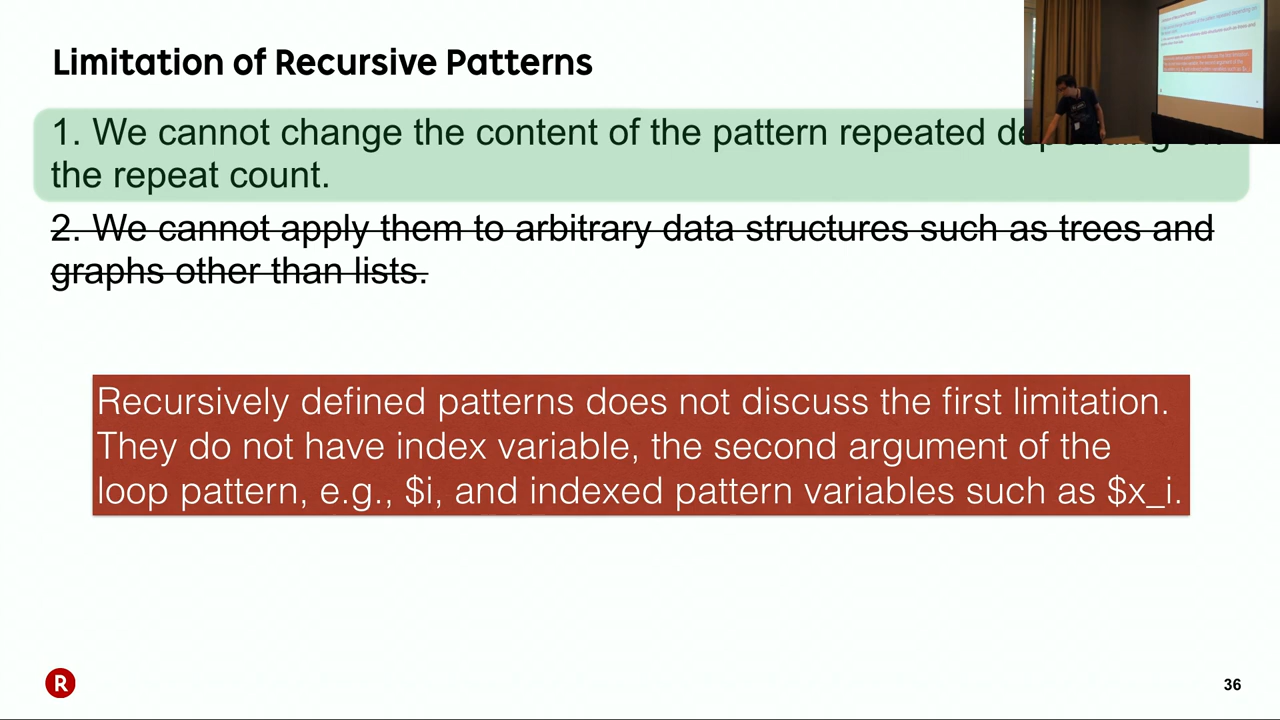 Limitation of Recursive Patterns
1. We cannot change the content of the pattern repeated
the repeat count.
2. We cannot apply them to arbitrary data structures such as trees and
graphs other than lists.
Recursively defined patterns does not discuss the first limitation.
They do not have index variable, the second argument of the
loop pattern, e.g., $i, and indexed pattern variables such as $x_i.
R
36